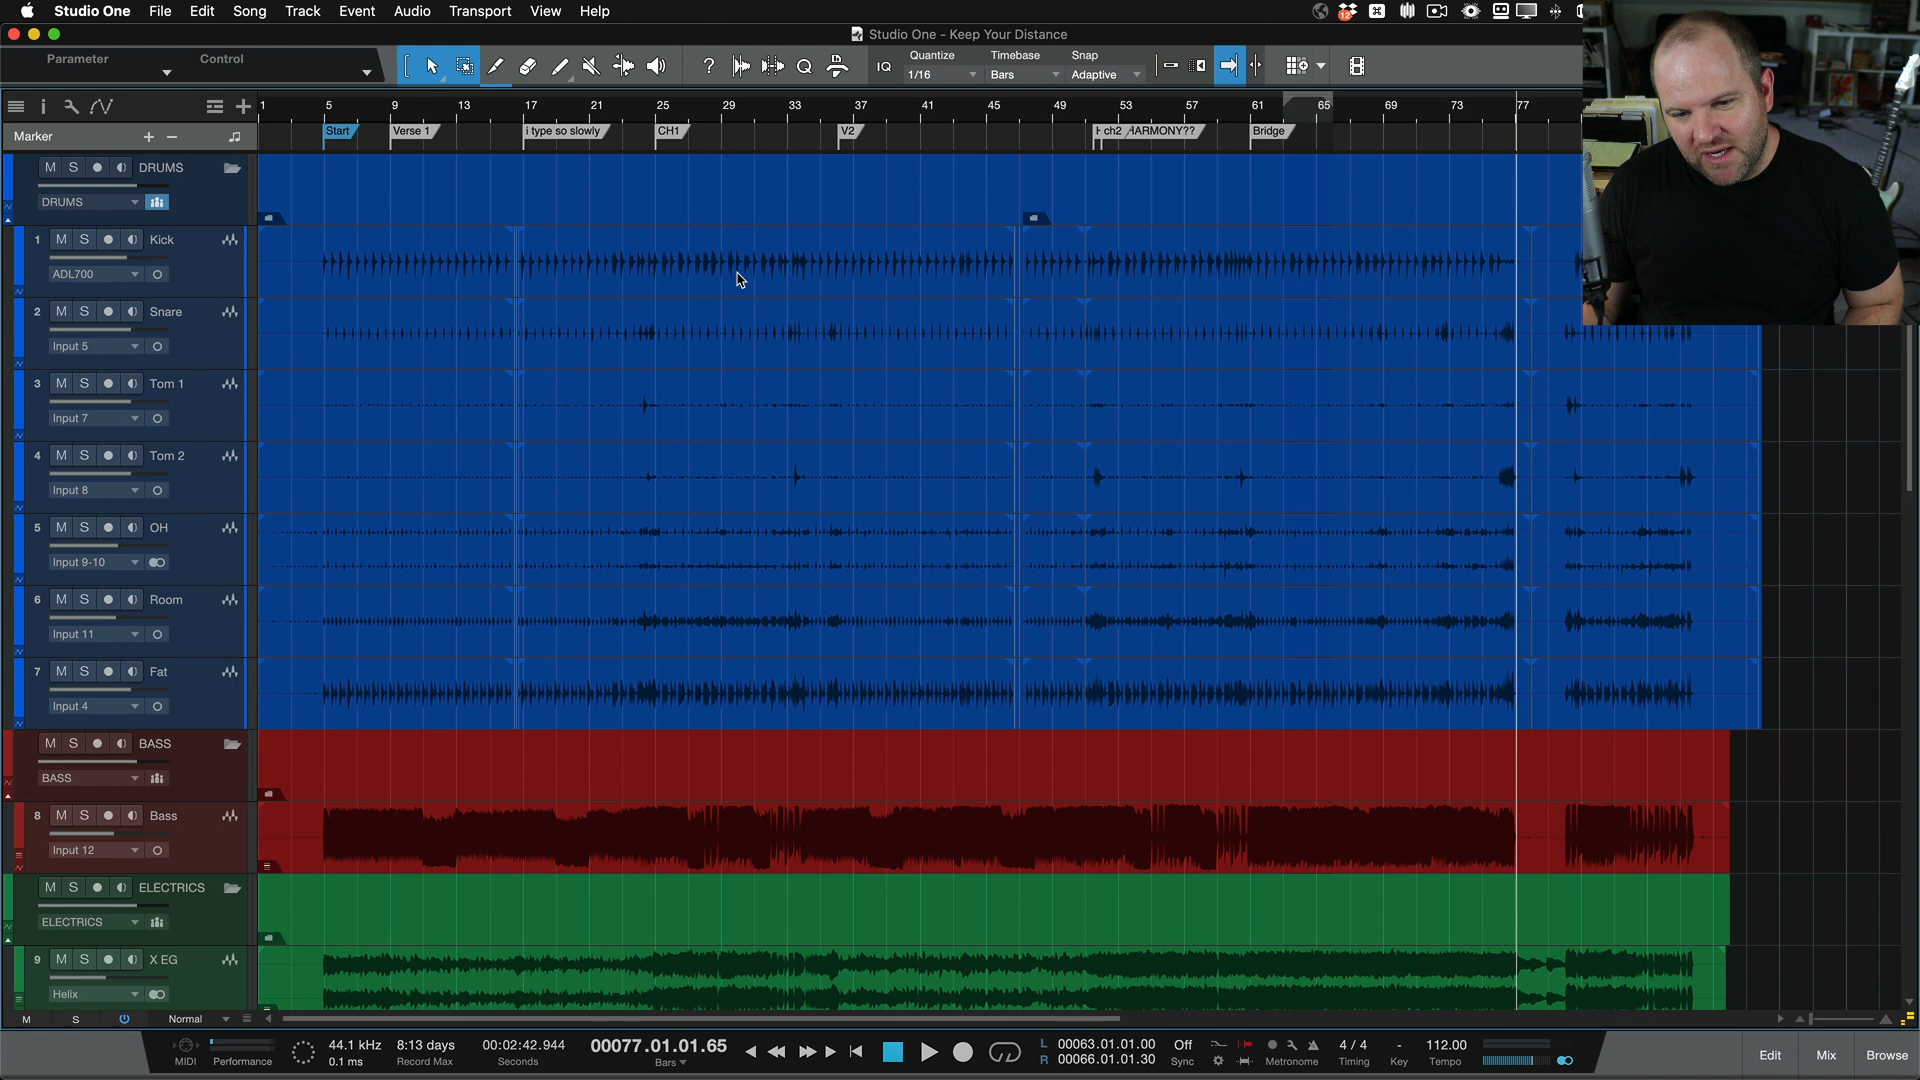 Studio One File Edit Song Track Event Audio Transport View Help
12
Studio One - Keep Your Distance
Parameter Control
Quantize Timebase Snap
IQ 1/16 Bars Adaptive
1 5 9 13 17 21 25 29 33 37 41 45 49 53 57 61 65 69 73 77
Marker
Start Verse 1 i type so slowly CH1 V2 ch2 HARMONY?? Bridge
M S DRUMS
DRUMS
1 M S Kick
ADL700
2 M S Snare
Input 5
3 M S Tom 1
Input 7
4 M S Tom 2
Input 8
5 M S OH
Input 9-10
6 M S Room
Input 11
7 M S Fat
Input 4
M S BASS
BASS
8 M S Bass
Input 12
M S ELECTRICS
ELECTRICS
9 M S X EG
Helix
M S Normal
MIDI Performance
44.1 kHz
0.1 ms
8:13 days
Record Max
00:02:42.944
Seconds
00077.01.01.65
Bars
L 00063.01.01.00
R 00066.01.01.30
Off
Sync
Metronome
4 / 4
Timing
-
Key
112.00
Tempo
Edit Mix Browse